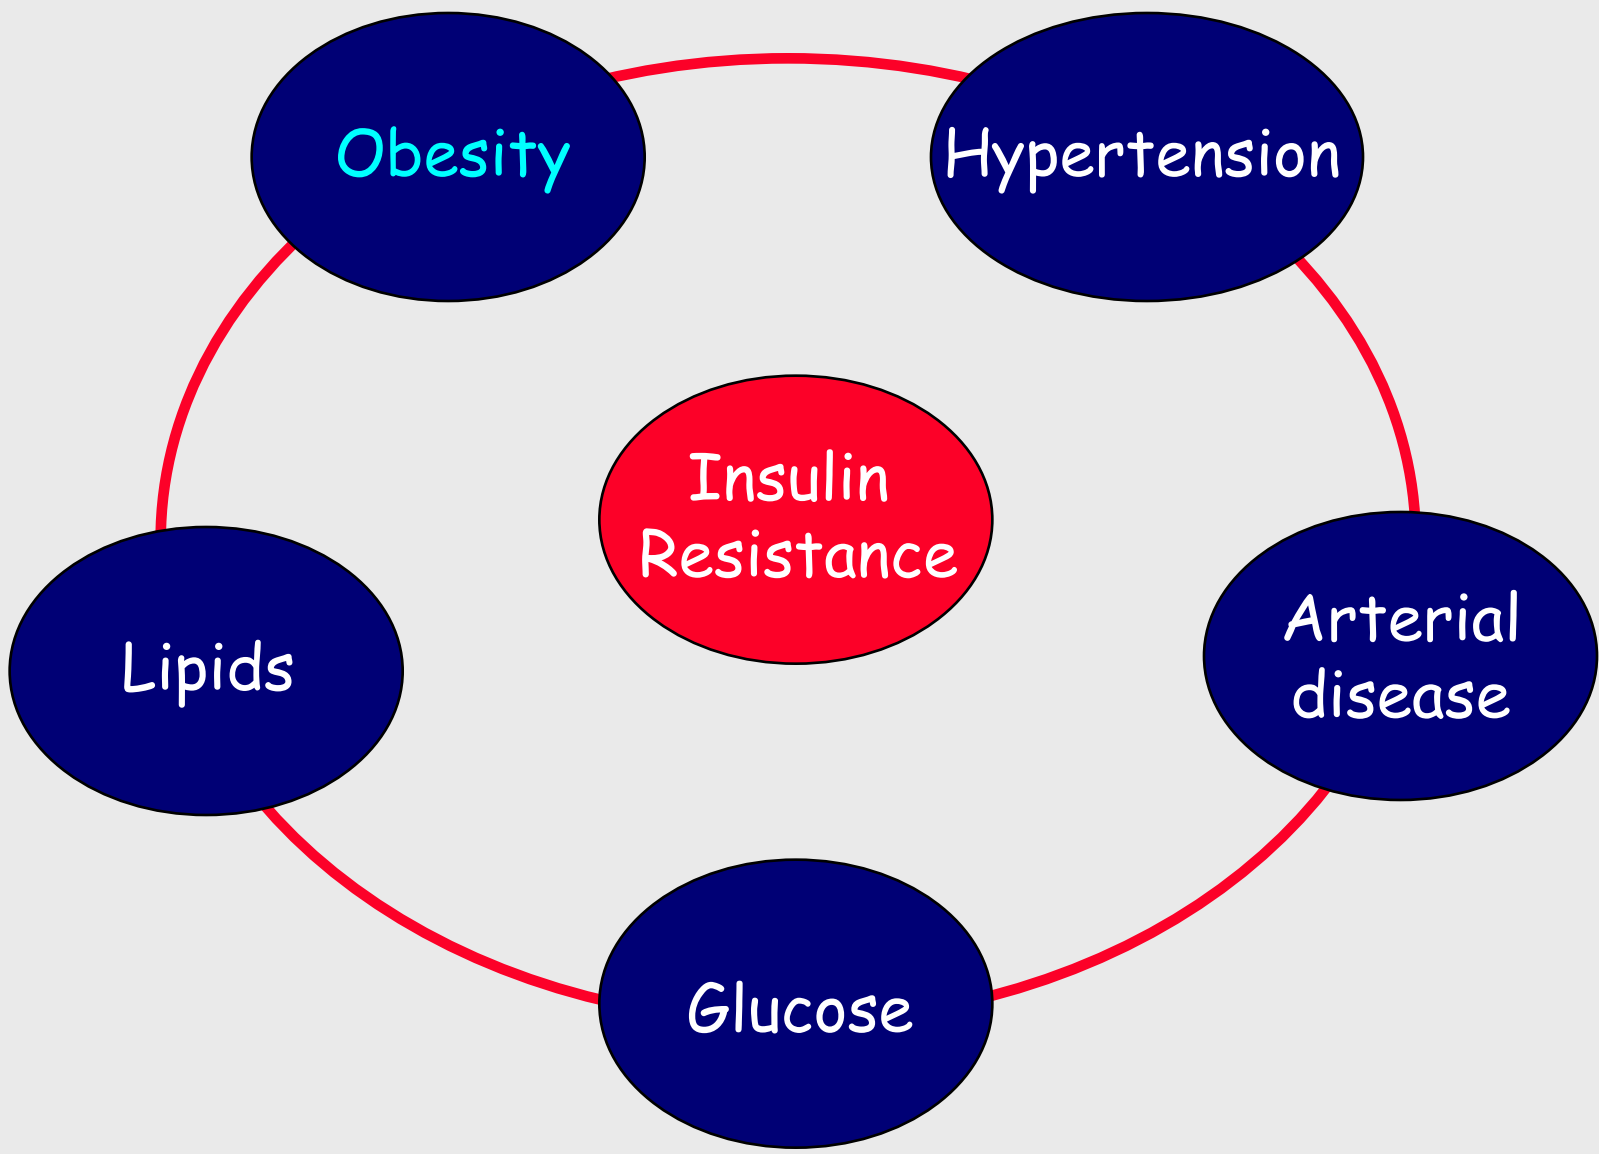 Obesity
Hypertension
Insulin
Resistance
Lipids
Arterial
disease
Glucose